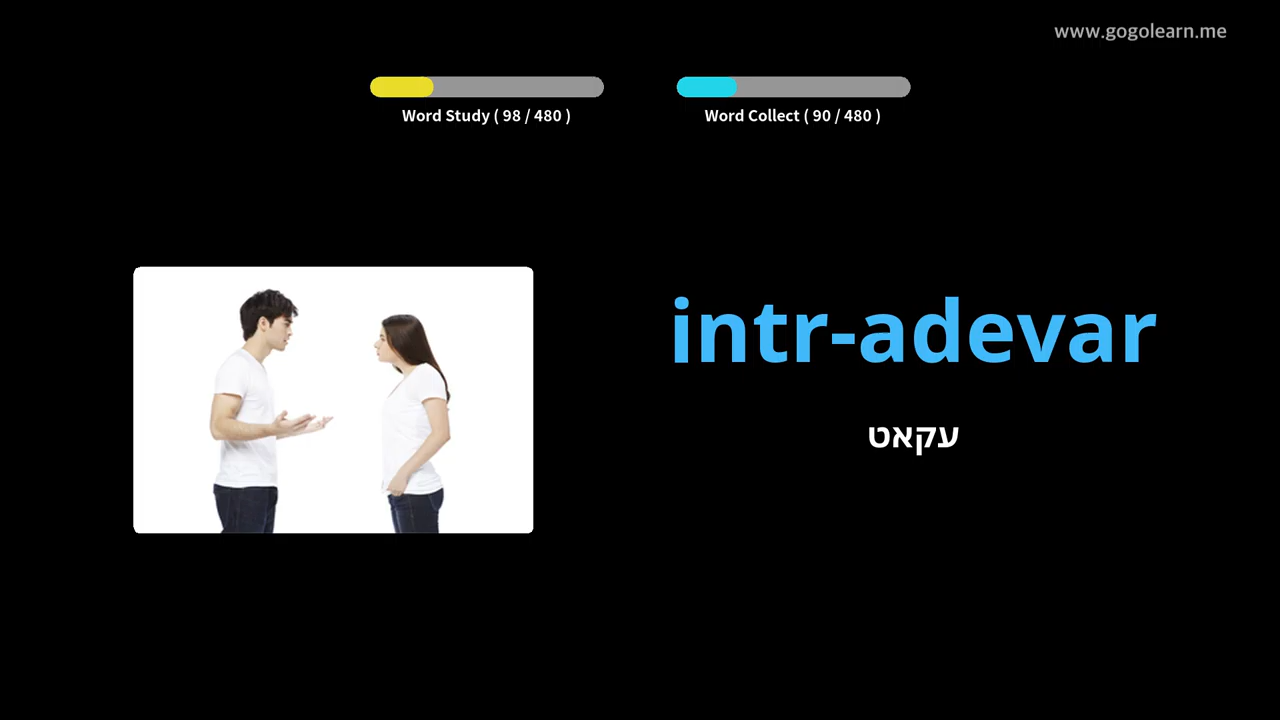 www.gogolearn.me
Word Study ( 98 / 480 )
Word Collect ( 90 / 480 )
intr-adevar
עקאט